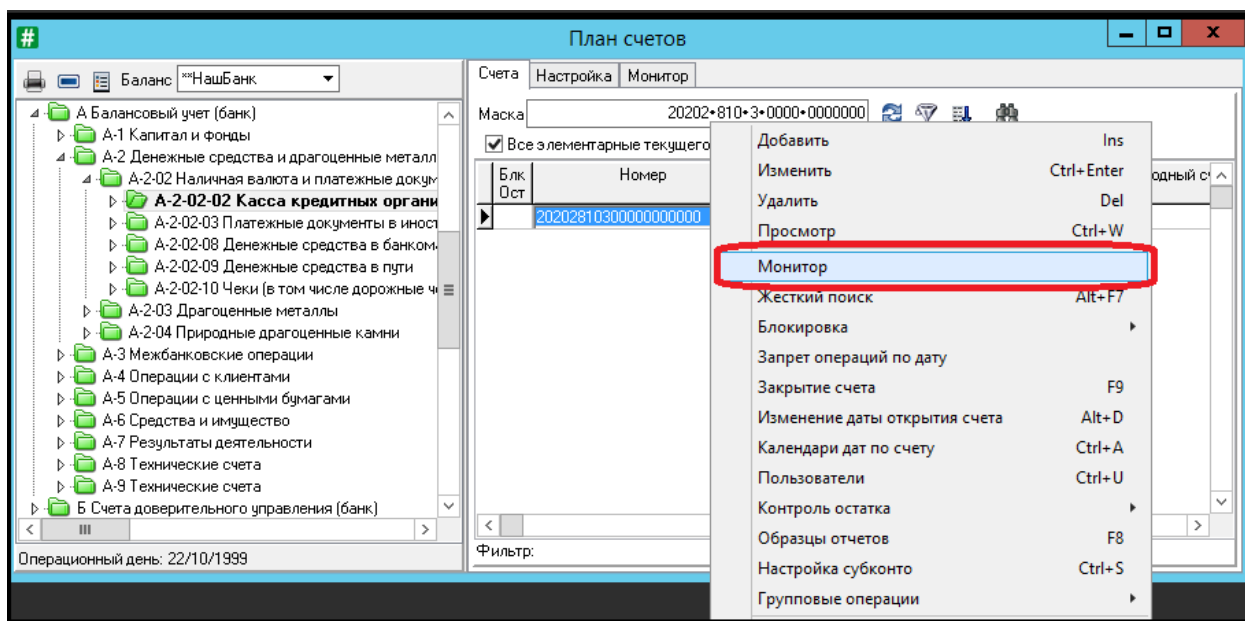 План счетов
Баланс **НашБанк
А Балансовый учет (банк)
А-1 Капитал и фонды
А-2 Денежные средства и драгоценные металл
А-2-02 Наличная валюта и платежные докум
А-2-02-02 Касса кредитных органи
А-2-02-03 Платежные документы в иност
А-2-02-08 Денежные средства в банком
А-2-02-09 Денежные средства в пути
А-2-02-10 Чеки (в том числе дорожные че
А-2-03 Драгоценные металлы
А-2-04 Природные драгоценные камни
А-3 Межбанковские операции
А-4 Операции с клиентами
А-5 Операции с ценными бумагами
А-6 Средства и имущество
А-7 Результаты деятельности
А-8 Технические счета
А-9 Технические счета
Б Счета доверительного управления (банк)
Операционный день: 22/10/1999
Счета Настройка Монитор
Маска 20202•810•3•0000•0000000
Все элементарные текущего
Блк Ост Номер одный сч
20202810300000000000
Фильтр:
Добавить Ins
Изменить Ctrl+Enter
Удалить Del
Просмотр Ctrl+W
Монитор
Жесткий поиск Alt+F7
Блокировка
Запрет операций по дату
Закрытие счета F9
Изменение даты открытия счета Alt+D
Календари дат по счету Ctrl+A
Пользователи Ctrl+U
Контроль остатка
Образцы отчетов F8
Настройка субконто Ctrl+S
Групповые операции